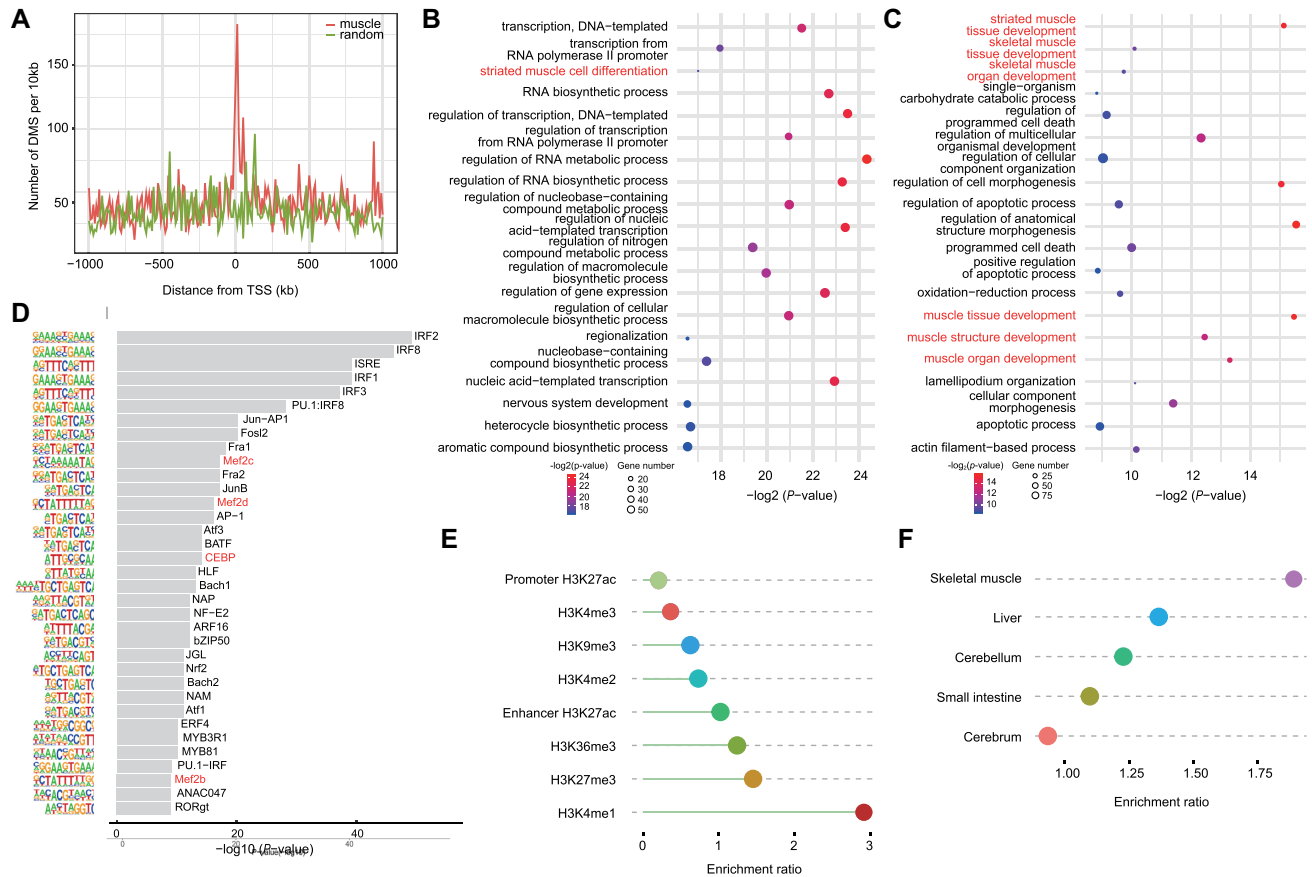 A
muscle
random
Number of DMS per 10kb
150
100
50
−1000
−500
0
500
1000
Distance from TSS (kb)
B
transcription, DNA−templated
transcription from
RNA polymerase II promoter
striated muscle cell differentiation
RNA biosynthetic process
regulation of transcription, DNA−templated
regulation of transcription
from RNA polymerase II promoter
regulation of RNA metabolic process
regulation of RNA biosynthetic process
regulation of nucleobase−containing
compound metabolic process
regulation of nucleic
acid−templated transcription
regulation of nitrogen
compound metabolic process
regulation of macromolecule
biosynthetic process
regulation of gene expression
regulation of cellular
macromolecule biosynthetic process
regionalization
nucleobase−containing
compound biosynthetic process
nucleic acid−templated transcription
nervous system development
heterocycle biosynthetic process
aromatic compound biosynthetic process
18
20
22
24
−log2 (P−value)
-log2(p-value)
24
22
20
18
Gene number
20
30
40
50
C
striated muscle
tissue development
skeletal muscle
tissue development
skeletal muscle
organ development
single−organism
carbohydrate catabolic process
regulation of
programmed cell death
regulation of multicellular
organismal development
regulation of cellular
component organization
regulation of cell morphogenesis
regulation of apoptotic process
regulation of anatomical
structure morphogenesis
programmed cell death
positive regulation
of apoptotic process
oxidation−reduction process
muscle tissue development
muscle structure development
muscle organ development
lamellipodium organization
cellular component
morphogenesis
apoptotic process
actin filament−based process
10
12
14
−log2 (P−value)
-log2(p-value)
14
12
10
Gene number
25
50
75
D
IRF2
IRF8
ISRE
IRF1
IRF3
PU.1:IRF8
Jun−AP1
Fosl2
Fra1
Mef2c
Fra2
JunB
Mef2d
AP−1
Atf3
BATF
CEBP
HLF
Bach1
NAP
NF−E2
ARF16
bZIP50
JGL
Nrf2
Bach2
NAM
Atf1
ERF4
MYB3R1
MYB81
PU.1−IRF
Mef2b
ANAC047
RORgt
0
20
40
0
20
40
−log10 (P−value)
E
Promoter H3K27ac
H3K4me3
H3K9me3
H3K4me2
Enhancer H3K27ac
H3K36me3
H3K27me3
H3K4me1
0
1
2
3
Enrichment ratio
F
Skeletal muscle
Liver
Cerebellum
Small intestine
Cerebrum
1.00
1.25
1.50
1.75
Enrichment ratio